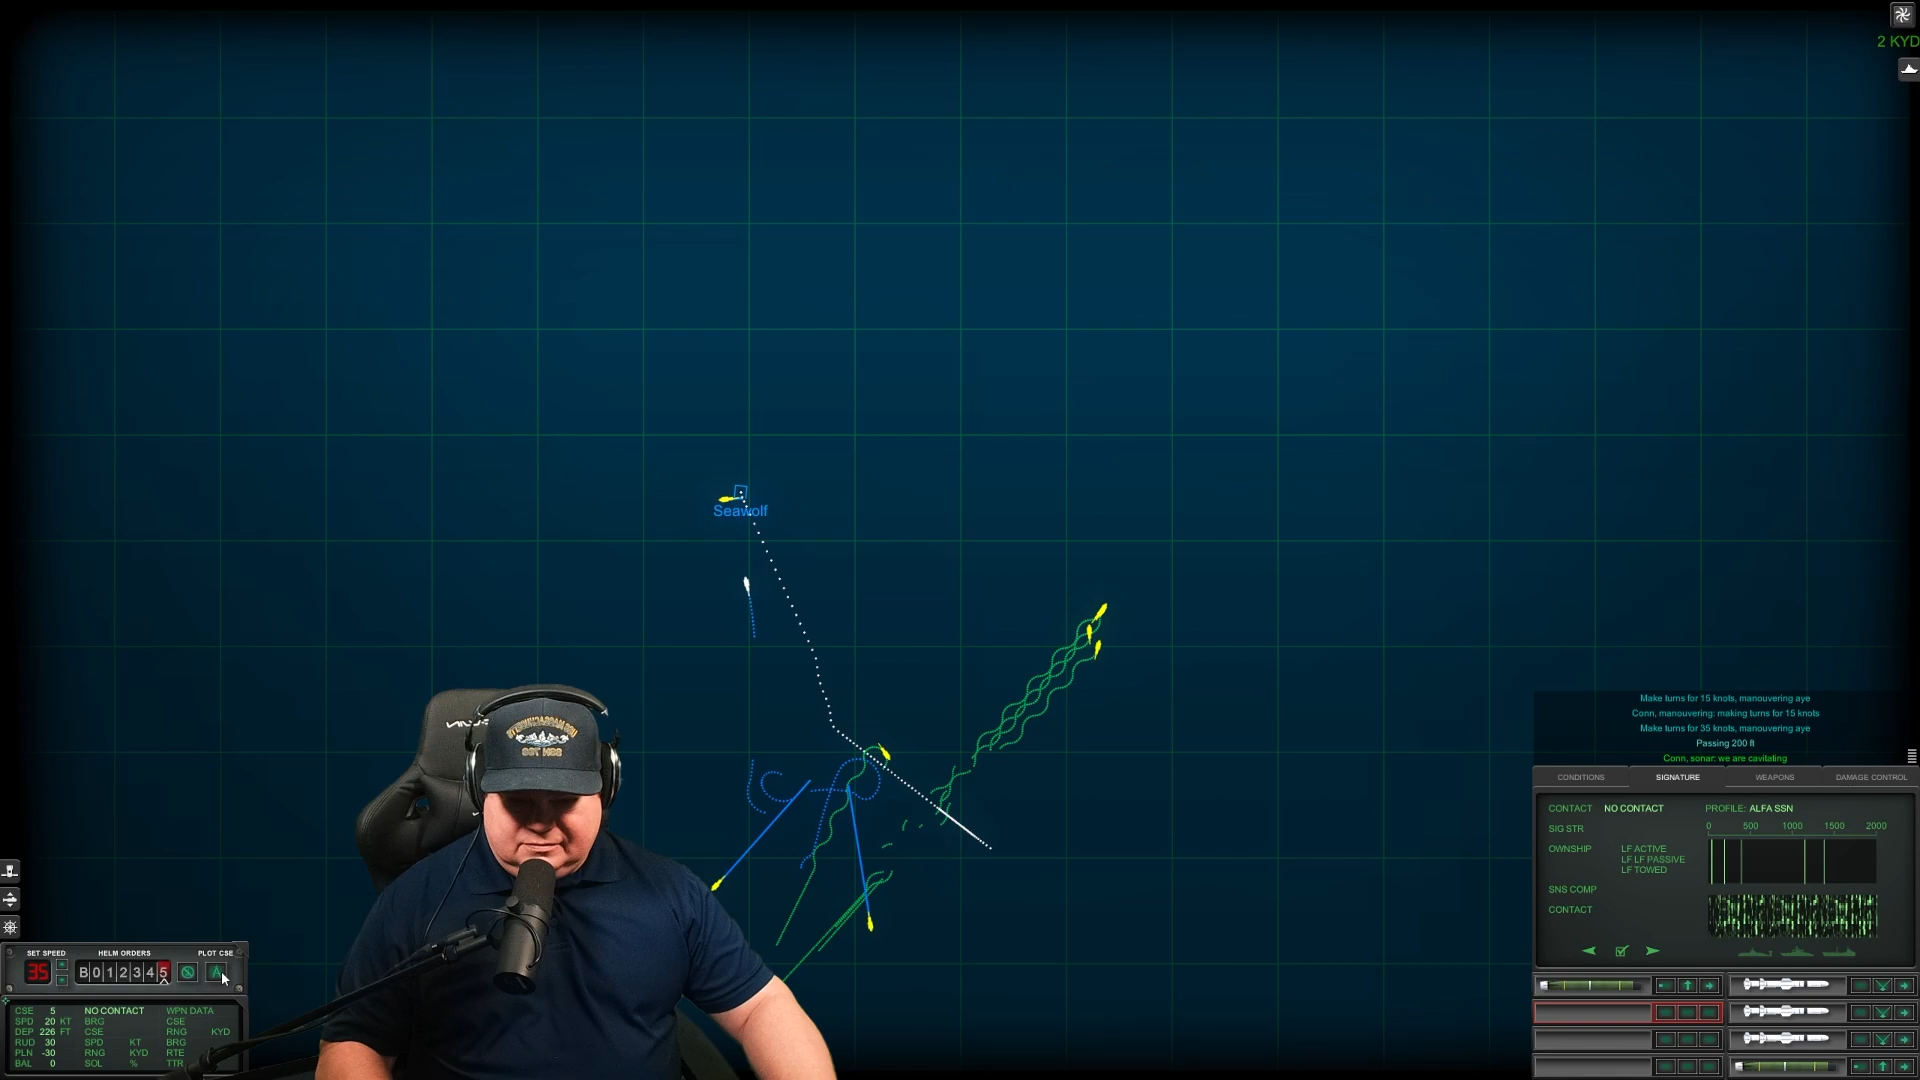 2 KYD
Seawolf
Make turns for 15 knots, manouvering aye
Conn, manouvering: making turns for 15 knots
Make turns for 35 knots, manouvering aye
Passing 200 ft
Conn, sonar: we are cavitating
CONDITIONS SIGNATURE WEAPONS DAMAGE CONTROL
CONTACT NO CONTACT PROFILE: ALFA SSN
SIG STR 0 500 1000 1500 2000
OWNSHIP LF ACTIVE
LF LF PASSIVE
LF TOWED
SNS COMP
CONTACT
SET SPEED HELM ORDERS PLOT CSE
35 B 0 1 2 3 4 5
CSE 5 NO CONTACT WPN DATA
SPD 20 KT BRG CSE
DEP 226 FT CSE RNG KYD
RUD 30 SPD KT BRG
PLN -30 RNG KYD RTE
BAL 0 SOL % TTR